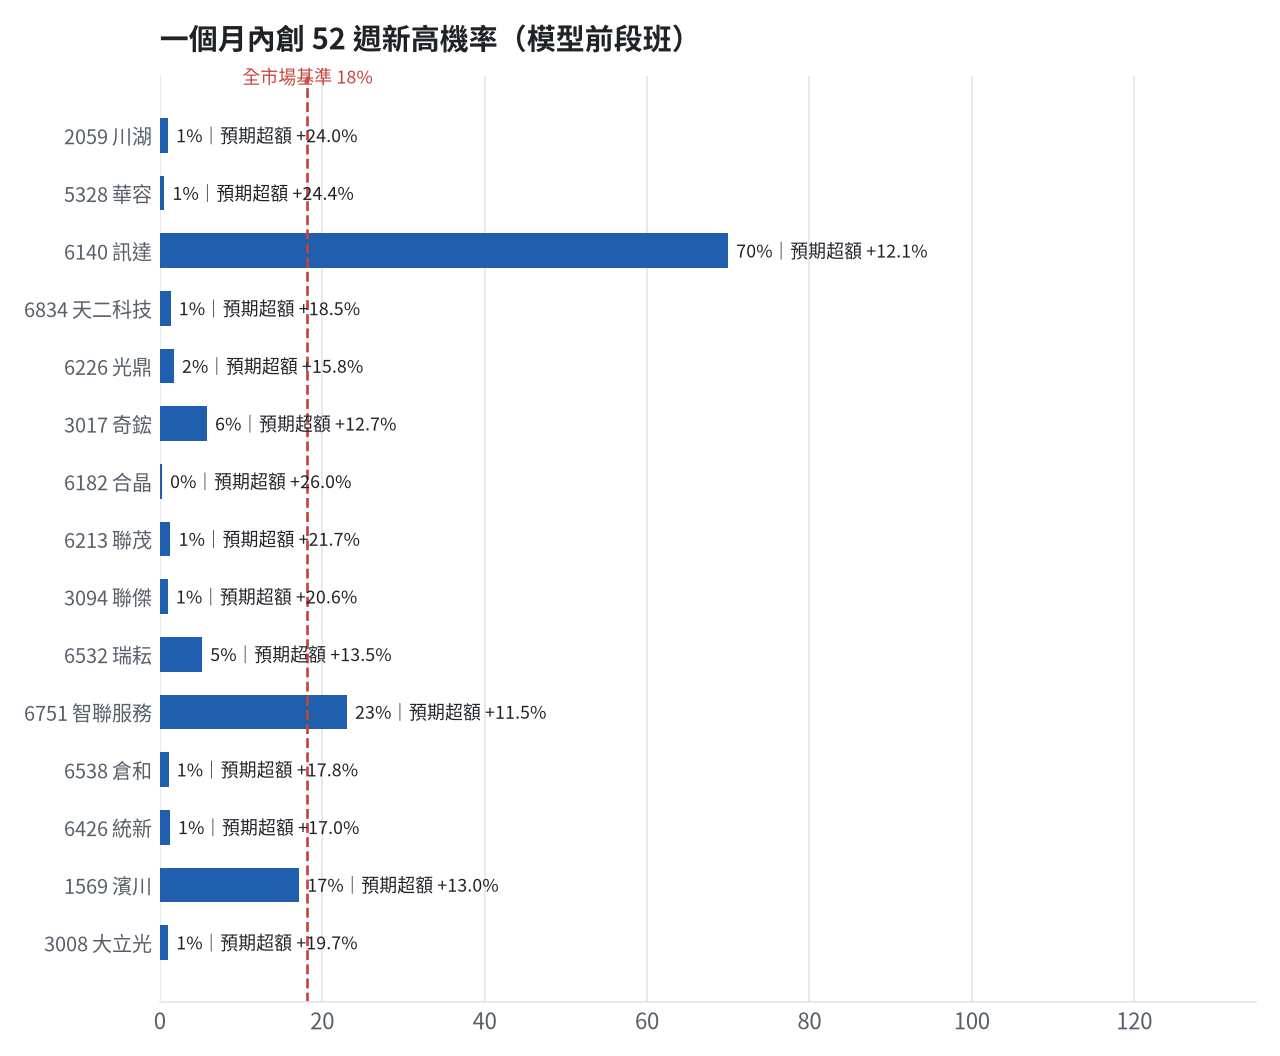 一個月內創 52 週新高機率（模型前段班）
全市場基準 18%
2059 川湖 1%｜預期超額 +24.0%
5328 華容 1%｜預期超額 +24.4%
6140 訊達 70%｜預期超額 +12.1%
6834 天二科技 1%｜預期超額 +18.5%
6226 光鼎 2%｜預期超額 +15.8%
3017 奇鋐 6%｜預期超額 +12.7%
6182 合晶 0%｜預期超額 +26.0%
6213 聯茂 1%｜預期超額 +21.7%
3094 聯傑 1%｜預期超額 +20.6%
6532 瑞耘 5%｜預期超額 +13.5%
6751 智聯服務 23%｜預期超額 +11.5%
6538 倉和 1%｜預期超額 +17.8%
6426 統新 1%｜預期超額 +17.0%
1569 濱川 17%｜預期超額 +13.0%
3008 大立光 1%｜預期超額 +19.7%
0 20 40 60 80 100 120